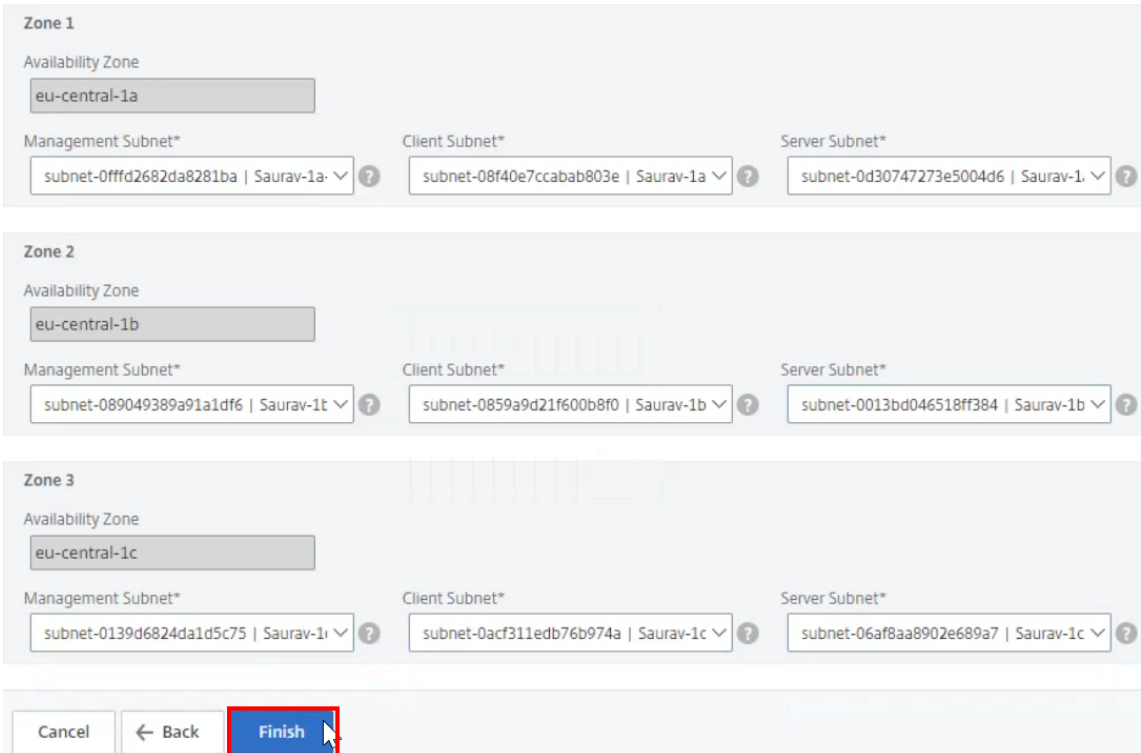 Zone 1
Availability Zone
eu-central-1a
Management Subnet* Client Subnet* Server Subnet*
subnet-0fffd2682da8281ba | Saurav-1a- subnet-08f40e7ccabab803e | Saurav-1a subnet-0d30747273e5004d6 | Saurav-1.
Zone 2
Availability Zone
eu-central-1b
Management Subnet* Client Subnet* Server Subnet*
subnet-089049389a91a1df6 | Saurav-1b subnet-0859a9d21f600b8f0 | Saurav-1b subnet-0013bd046518ff384 | Saurav-1b
Zone 3
Availability Zone
eu-central-1c
Management Subnet* Client Subnet* Server Subnet*
subnet-0139d6824da1d5c75 | Saurav-1c subnet-0acf311edb76b974a | Saurav-1c subnet-06af8aa8902e689a7 | Saurav-1c
Cancel ← Back Finish